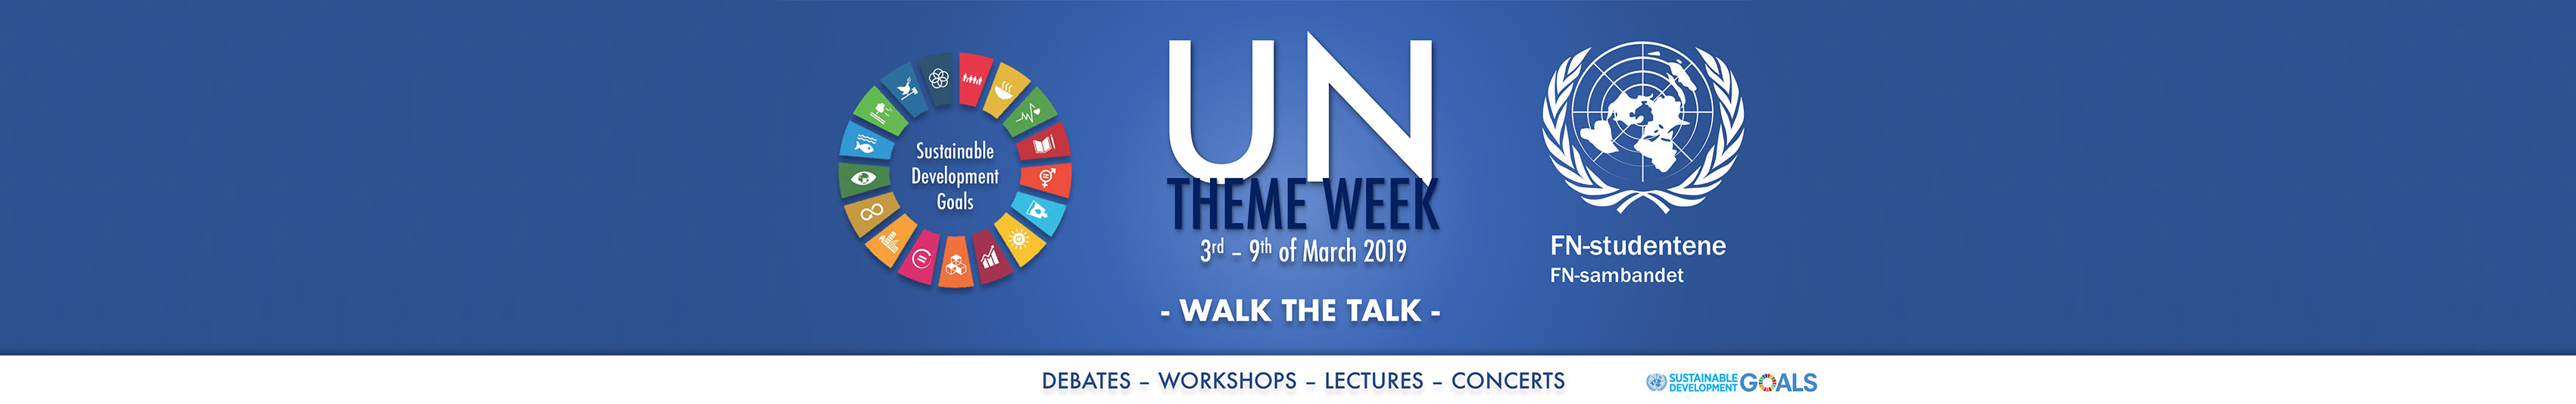 Sustainable
Development
Goals
UN
THEME WEEK
3rd – 9th of March 2019
- WALK THE TALK -
FN-studentene
FN-sambandet
DEBATES – WORKSHOPS – LECTURES – CONCERTS
SUSTAINABLE
DEVELOPMENT
GOALS